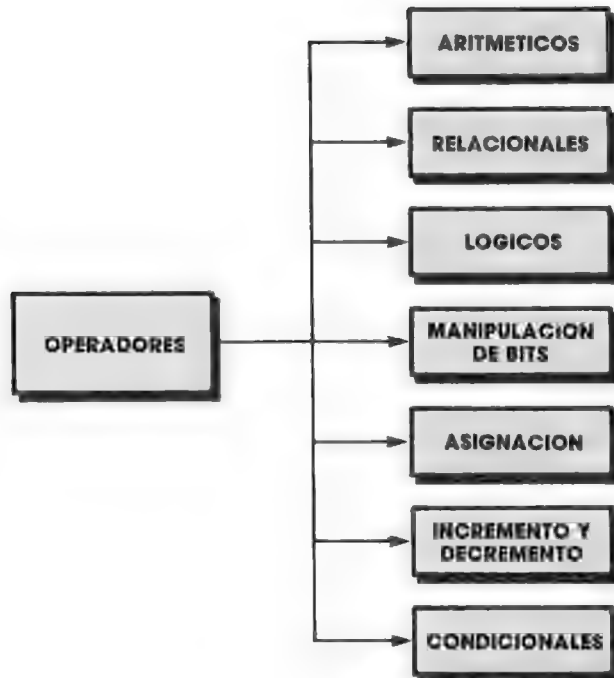 ARITMETICOS
RELACIONALES
LOGICOS
OPERADORES
MANIPULACION
DE BITS
ASIGNACION
INCREMENTO Y
DECREMENTO
CONDICIONALES